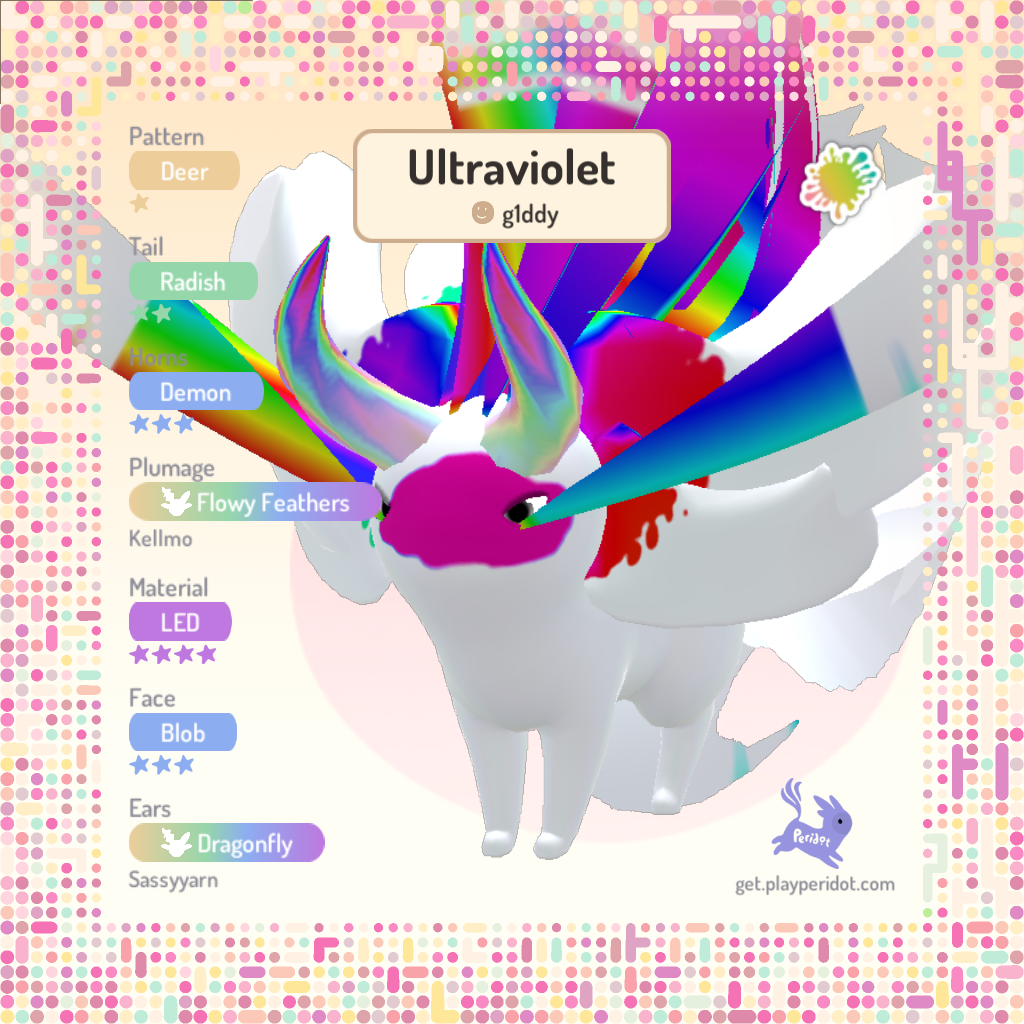 Ultraviolet
g1ddy
Pattern
Deer
Tail
Radish
Horns
Demon
Plumage
Flowy Feathers
Kellmo
Material
LED
Face
Blob
Ears
Dragonfly
Sassyyarn
Peridot
get.playperidot.com